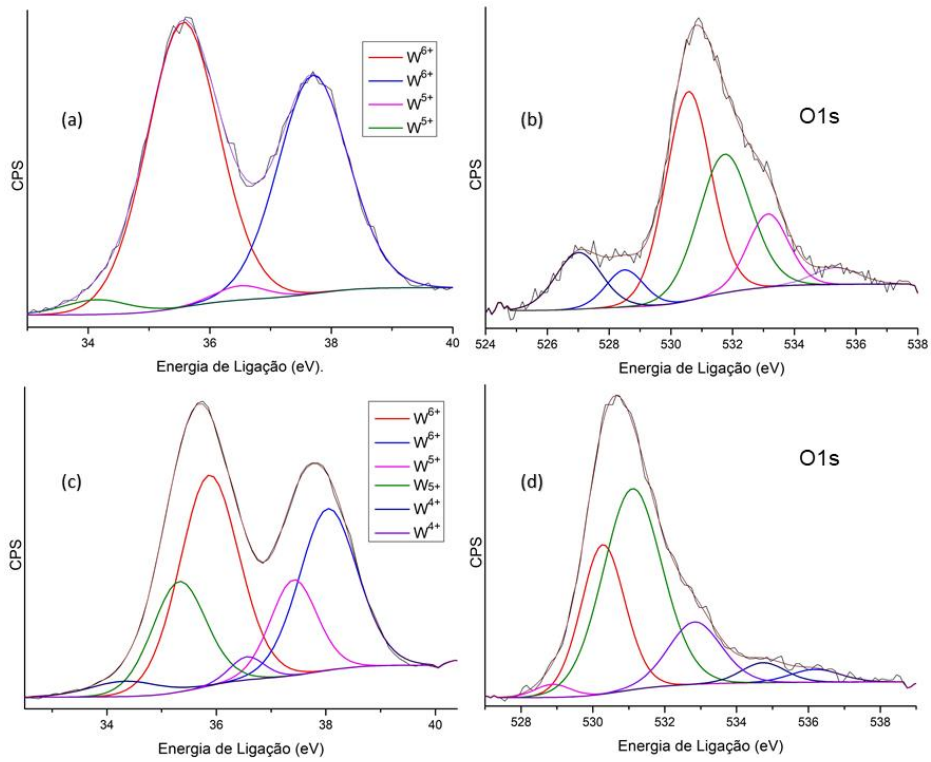 (a)
W6+
W6+
W5+
W5+
CPS
34 36 38 40
Energia de Ligação (eV).
(b)
O1s
CPS
524 526 528 530 532 534 536 538
Energia de Ligação (eV)
(c)
W6+
W6+
W5+
W5+
W4+
W4+
CPS
34 36 38 40
Energia de Ligação (eV)
(d)
O1s
CPS
528 530 532 534 536 538
Energia de Ligação (eV)